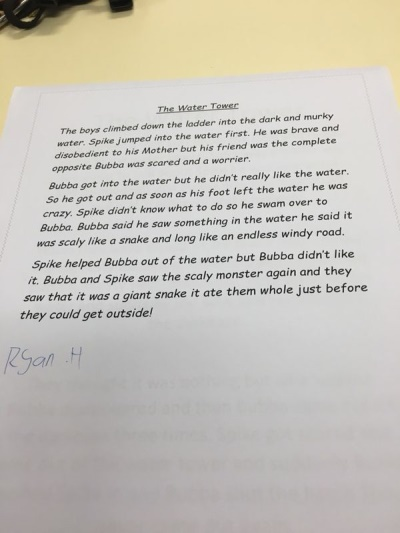 The Water Tower
The boys climbed down the ladder into the dark and murky
water. Spike jumped into the water first. He was brave and
disobedient to his Mother but his friend was the complete
opposite Bubba was scared and a worrier.
Bubba got into the water but he didn't really like the water.
So he got out and as soon as his foot left the water he was
crazy. Spike didn't know what to do so he swam over to
Bubba. Bubba said he saw something in the water he said it
was scaly like a snake and long like an endless windy road.
Spike helped Bubba out of the water but Bubba didn't like
it. Bubba and Spike saw the scaly monster again and they
saw that it was a giant snake it ate them whole just before
they could get outside!
Ryan .H